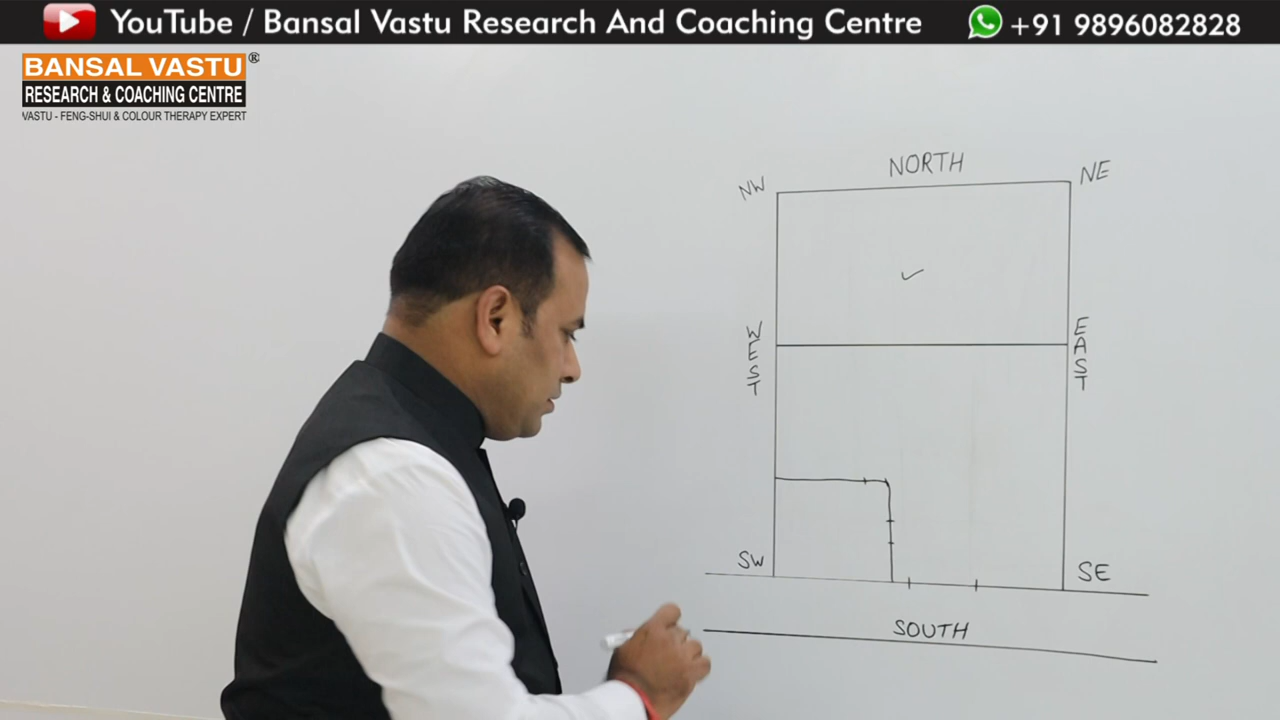 YouTube / Bansal Vastu Research And Coaching Centre +91 9896082828
BANSAL VASTU ®
RESEARCH & COACHING CENTRE
VASTU - FENG-SHUI & COLOUR THERAPY EXPERT
NORTH
NW
NE
WEST
EAST
SW
SE
SOUTH